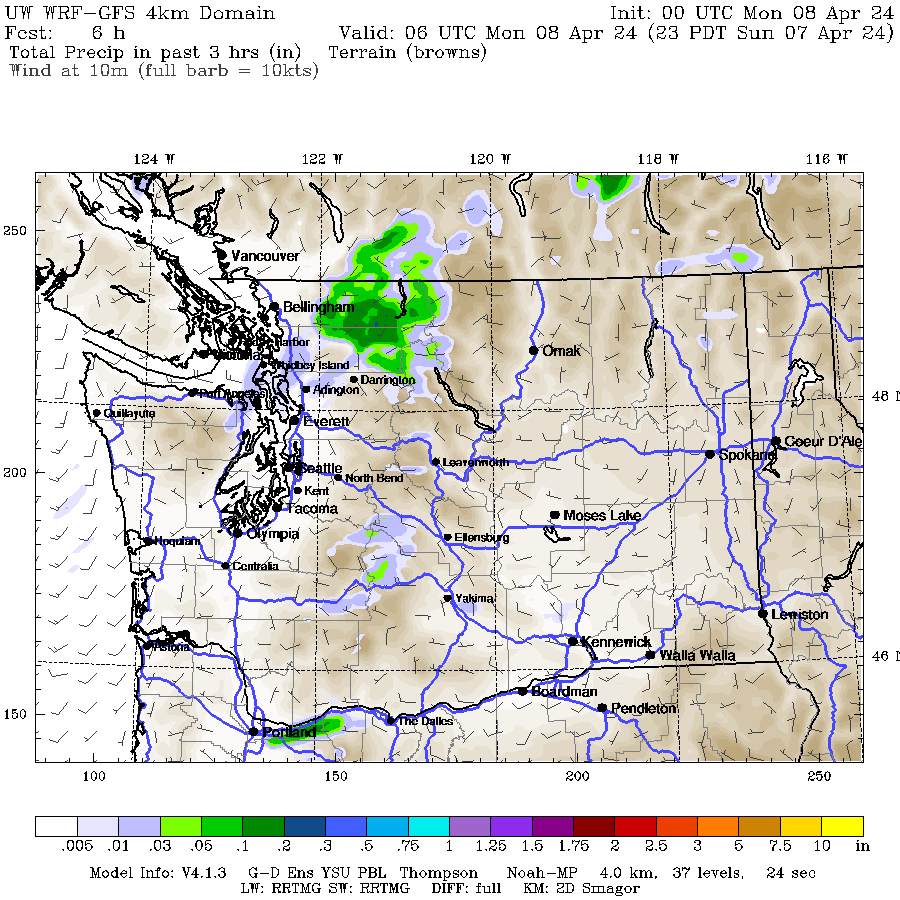 UW WRF-GFS 4km Domain Init: 00 UTC Mon 08 Apr 24
Fcst: 6 h Valid: 06 UTC Mon 08 Apr 24 (23 PDT Sun 07 Apr 24)
Total Precip in past 3 hrs (in) Terrain (browns)
Wind at 10m (full barb = 10kts)
124 W 122 W 120 W 118 W 116 W
250
Vancouver
Bellingham
Harbor
Omak
Whidbey Island
Darrington
Arlington
Port Angeles
48 N
Quillayute
Everett
Coeur D'Ale
Spokane
Leavenworth
200
Seattle
North Bend
Kent
Tacoma
Moses Lake
Olympia
Ellensburg
Hoquiam
Centralia
Yakima
Lewiston
Kennewick
Astoria
Walla Walla
46 N
Boardman
Pendleton
150
The Dalles
Portland
100 150 200 250
.005 .01 .03 .05 .1 .2 .3 .5 .75 1 1.25 1.5 1.75 2 2.5 3 5 7.5 10 in
Model Info: V4.1.3 G-D Ens YSU PBL Thompson Noah-MP 4.0 km, 37 levels, 24 sec
LW: RRTMG SW: RRTMG DIFF: full KM: 2D Smagor